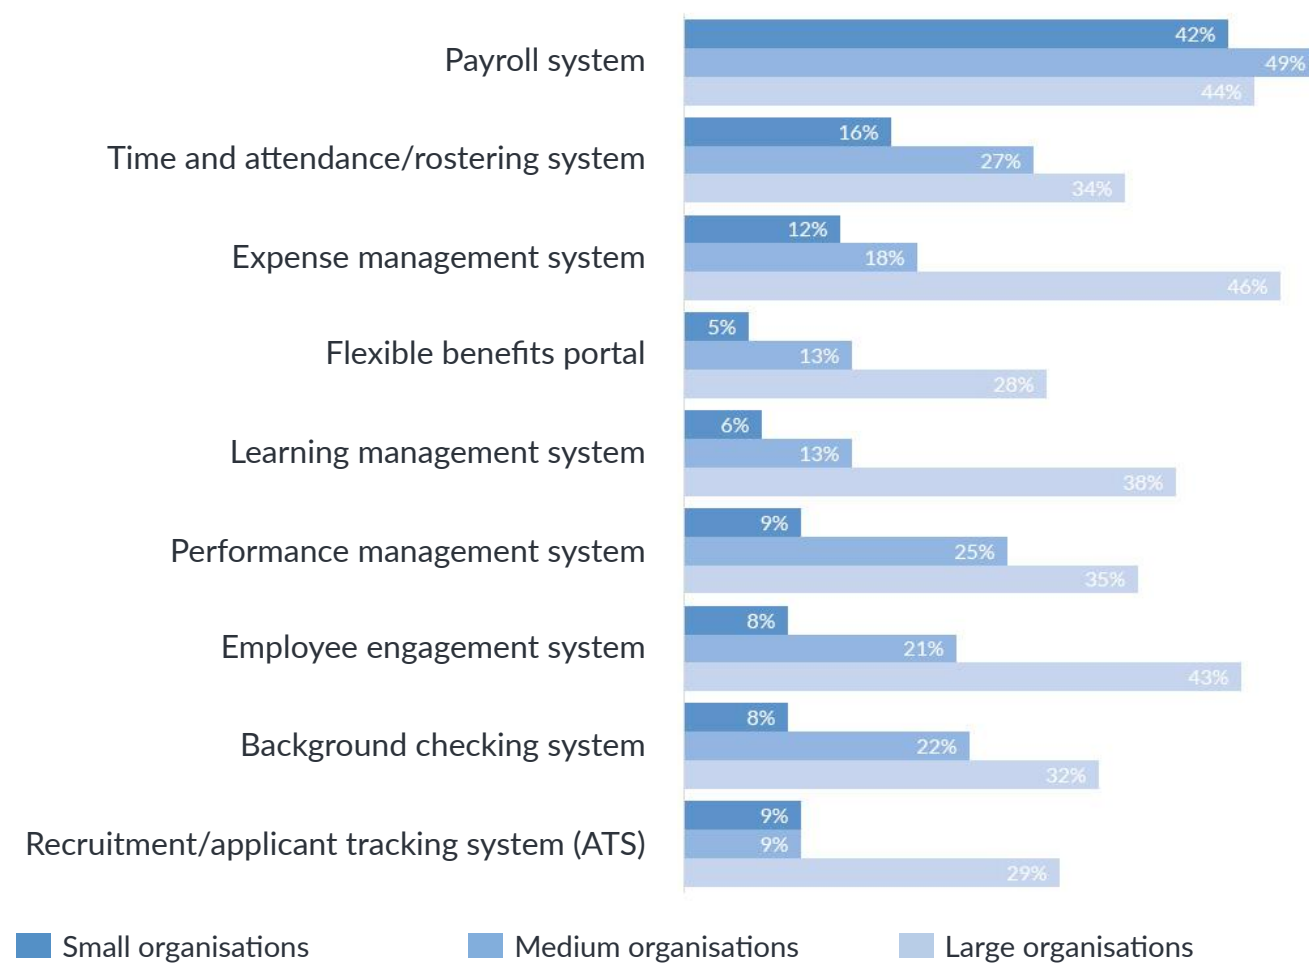 Payroll system
42%
49%
44%
Time and attendance/rostering system
16%
27%
34%
Expense management system
12%
18%
46%
Flexible benefits portal
5%
13%
28%
Learning management system
6%
13%
38%
Performance management system
9%
25%
35%
Employee engagement system
8%
21%
43%
Background checking system
8%
22%
32%
Recruitment/applicant tracking system (ATS)
9%
9%
29%
Small organisations
Medium organisations
Large organisations